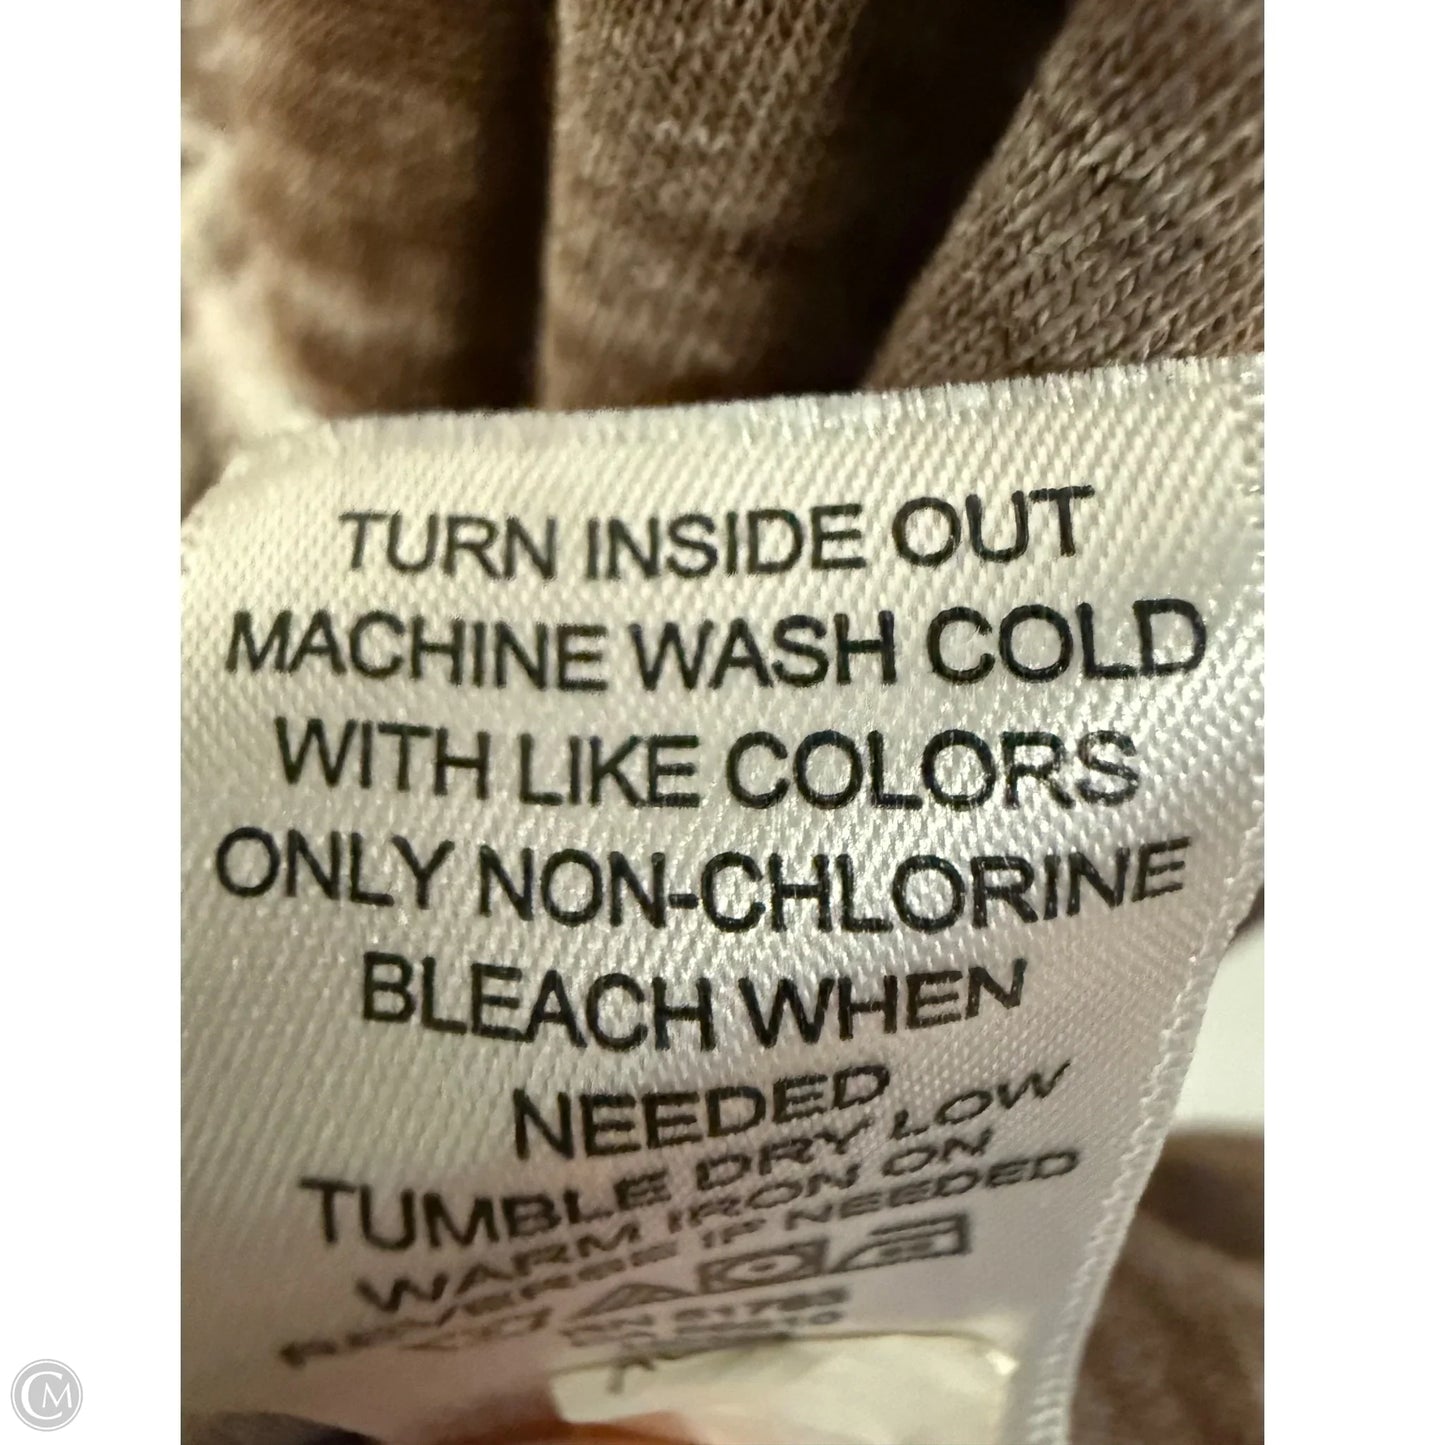 TURN INSIDE OUT
MACHINE WASH COLD
WITH LIKE COLORS
ONLY NON-CHLORINE
BLEACH WHEN
NEEDED
TUMBLE DRY LOW
WARM IRON ON
REVERSE IF NEEDED
CM